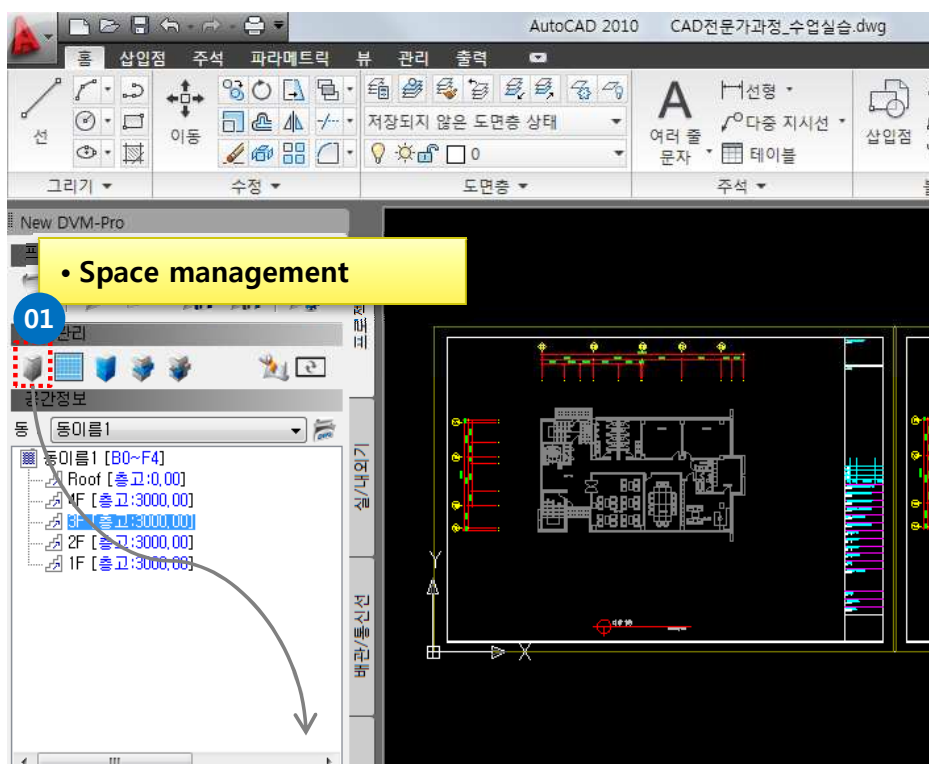 AutoCAD 2010 CAD전문가과정_수업실습.dwg
홈 삽입점 주석 파라메트릭 뷰 관리 출력
선
이동
저장되지 않은 도면층 상태
0
A
여러 줄
문자
선형
다중 지시선
테이블
삽입점
그리기
수정
도면층
주석
New DVM-Pro
• Space management
01
관리
공간정보
동
동이름1
동이름1 [B0~F4]
Roof [층고:0,00]
4F [층고:3000,00]
3F [층고:3000,00]
2F [층고:3000,00]
1F [층고:3000,00]
실/내외기
배관/통신선
Y
X